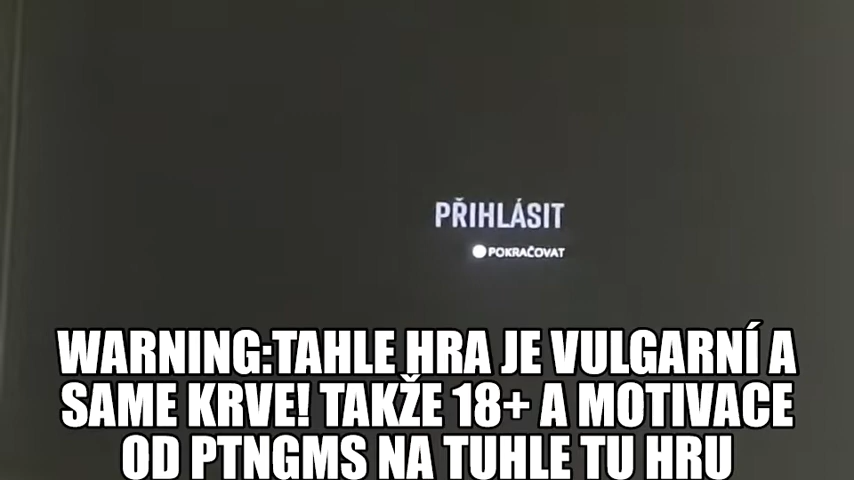 PŘIHLÁSIT
POKRAČOVAT
WARNING:TAHLE HRA JE VULGARNÍ A
SAME KRVE! TAKŽE 18+ A MOTIVACE
OD PTNGMS NA TUHLE TU HRU